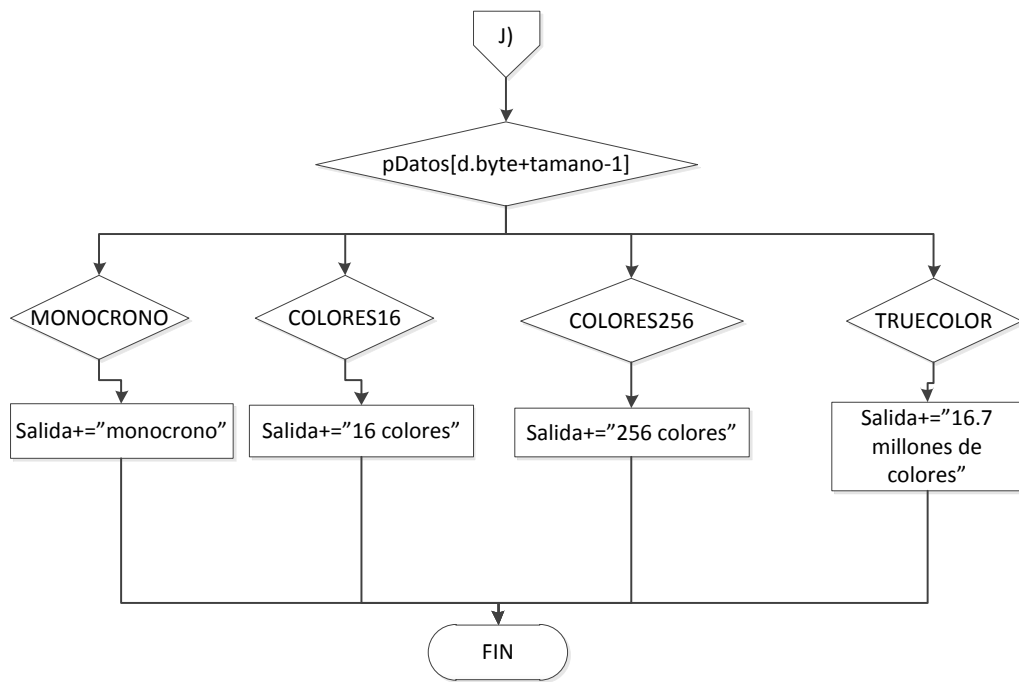 J)
pDatos[d.byte+tamano-1]
MONOCRONO
COLORES16
COLORES256
TRUECOLOR
Salida+=”monocrono”
Salida+=”16 colores”
Salida+=”256 colores”
Salida+=”16.7
millones de
colores”
FIN